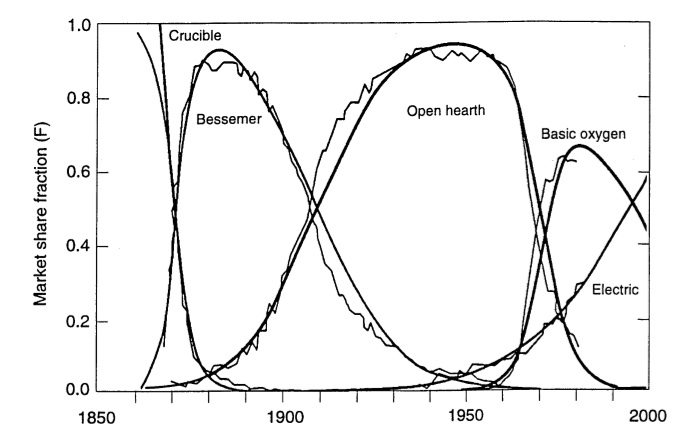 Market share fraction (F)
1.0
0.8
0.6
0.4
0.2
0.0
Crucible
Bessemer
Open hearth
Basic oxygen
Electric
1850
1900
1950
2000